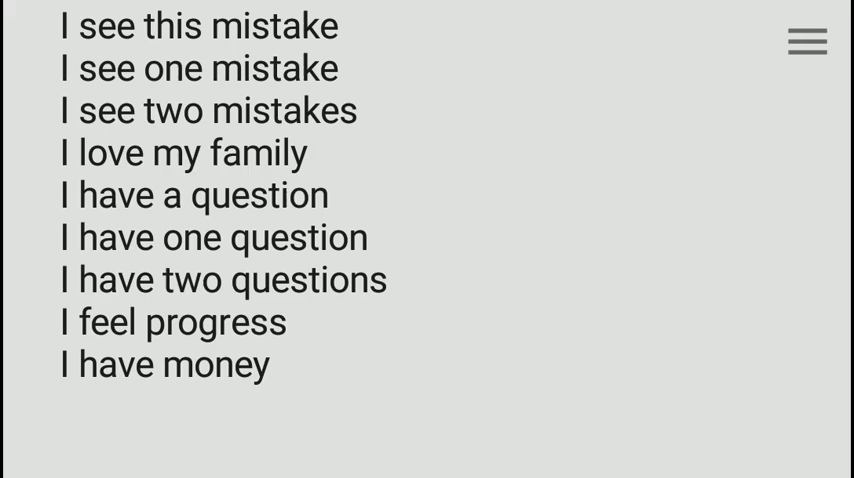 I see this mistake
I see one mistake
I see two mistakes
I love my family
I have a question
I have one question
I have two questions
I feel progress
I have money